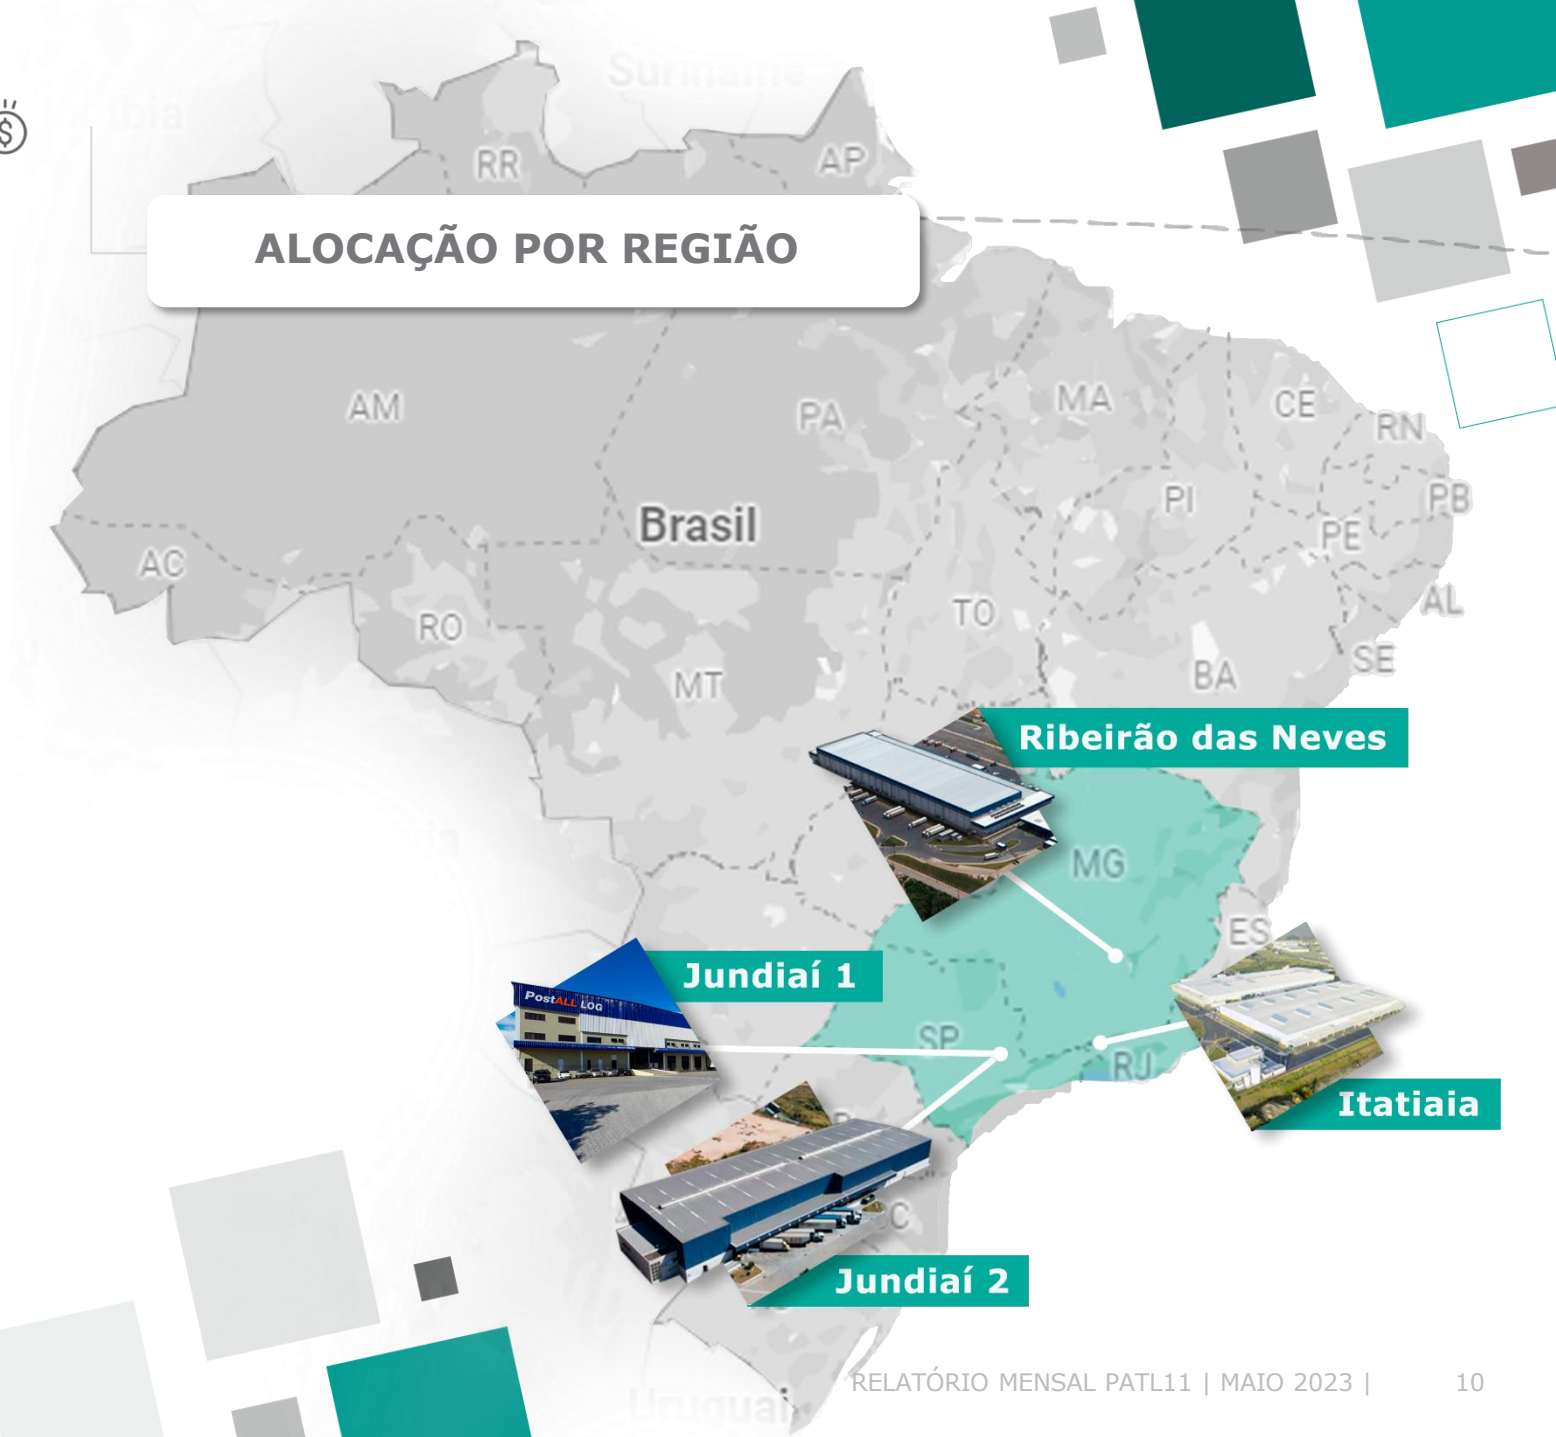 Suriname
RR
AP
ALOCAÇÃO POR REGIÃO
AM
PA
MA
CE
RN
PI
PB
Brasil
PE
AC
AL
RO
TO
SE
MT
BA
Ribeirão das Neves
MG
ES
Jundiaí 1
PostALL LOG
SP
RJ
Itatiaia
C
Jundiaí 2
RELATÓRIO MENSAL PATL11 | MAIO 2023 | 10
Uruguai